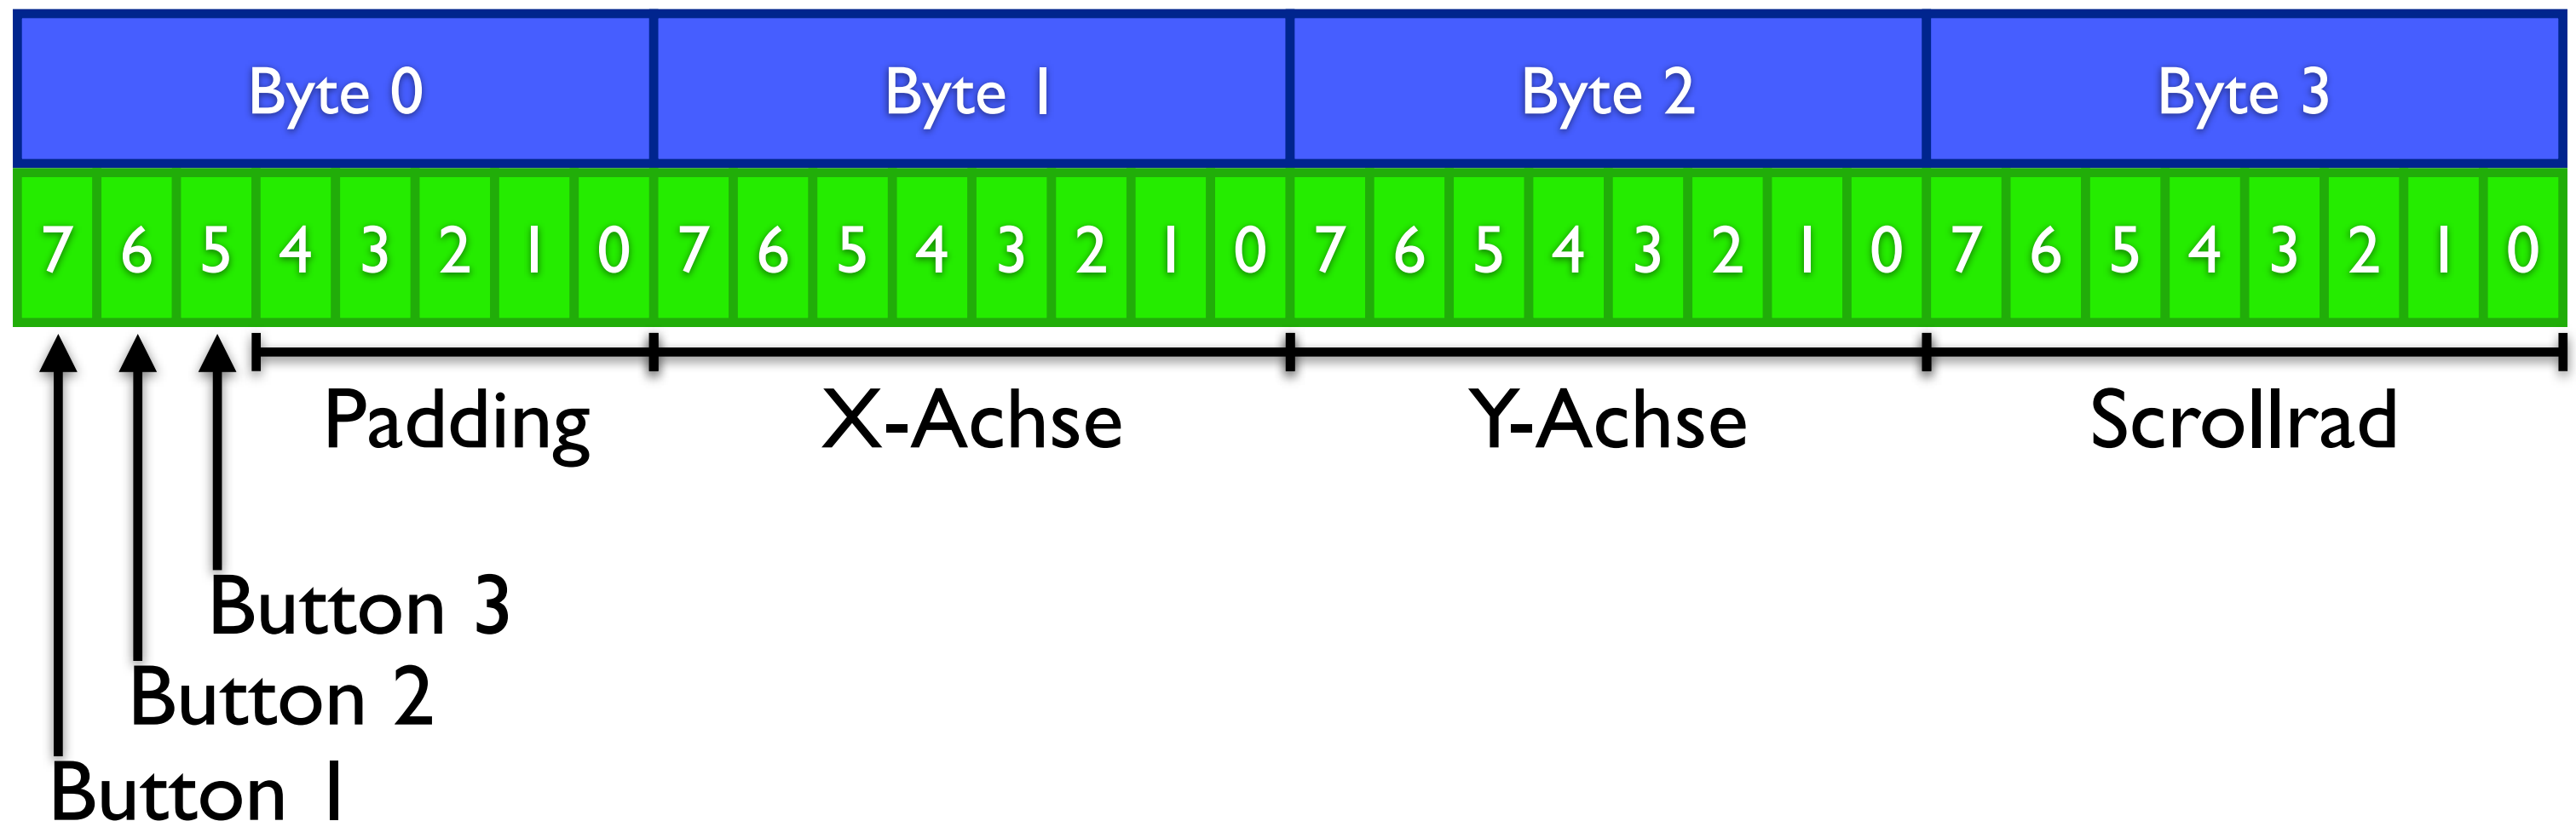 Byte 0 Byte 1 Byte 2 Byte 3
7 6 5 4 3 2 1 0 7 6 5 4 3 2 1 0 7 6 5 4 3 2 1 0 7 6 5 4 3 2 1 0
Padding X-Achse Y-Achse Scrollrad
Button 3
Button 2
Button 1